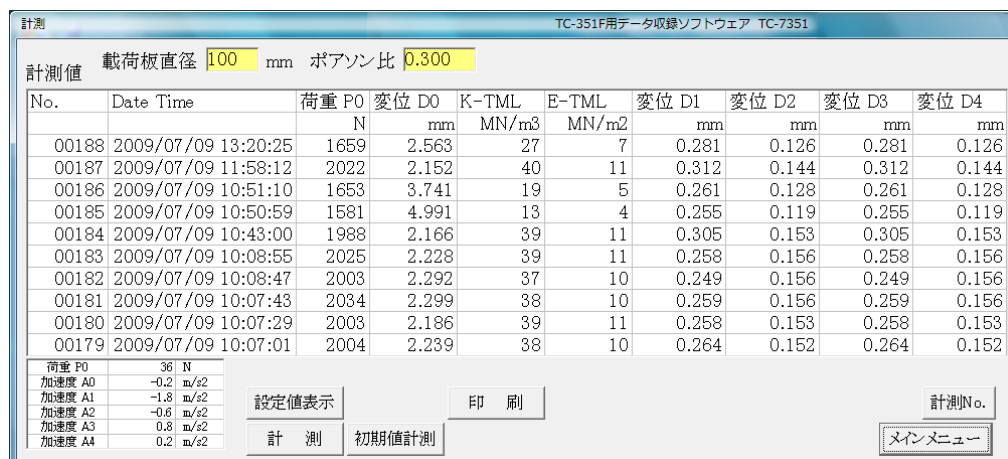 計測 TC-351F用データ収録ソフトウェア TC-7351
計測値 載荷板直径 100 mm ポアソン比 0.300
No. Date Time 荷重 P0 変位 D0 K-TML E-TML 変位 D1 変位 D2 変位 D3 変位 D4
N mm MN/m3 MN/m2 mm mm mm mm
00188 2009/07/09 13:20:25 1659 2.563 27 7 0.281 0.126 0.281 0.126
00187 2009/07/09 11:58:12 2022 2.152 40 11 0.312 0.144 0.312 0.144
00186 2009/07/09 10:51:10 1653 3.741 19 5 0.261 0.128 0.261 0.128
00185 2009/07/09 10:50:59 1581 4.991 13 4 0.255 0.119 0.255 0.119
00184 2009/07/09 10:43:00 1988 2.166 39 11 0.305 0.153 0.305 0.153
00183 2009/07/09 10:08:55 2025 2.228 39 11 0.258 0.156 0.258 0.156
00182 2009/07/09 10:08:47 2003 2.292 37 10 0.249 0.156 0.249 0.156
00181 2009/07/09 10:07:43 2034 2.299 38 10 0.259 0.156 0.259 0.156
00180 2009/07/09 10:07:29 2003 2.186 39 11 0.258 0.153 0.258 0.153
00179 2009/07/09 10:07:01 2004 2.239 38 10 0.264 0.152 0.264 0.152
荷重 P0 36 N
加速度 A0 -0.2 m/s2
加速度 A1 -1.8 m/s2
加速度 A2 -0.6 m/s2
加速度 A3 0.8 m/s2
加速度 A4 0.2 m/s2
設定値表示 印 刷 計測No.
計 測 初期値計測 メインメニュー